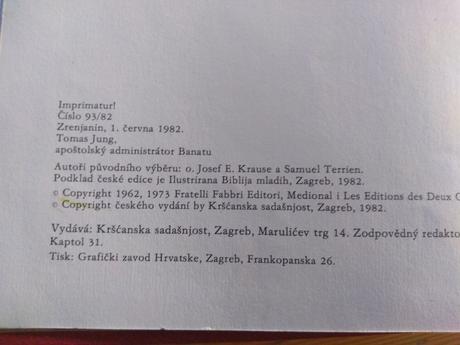 Imprimatur!
Číslo 93/82
Zrenjanin, 1. června 1982.
Tomas Jung,
apoštolský administrátor Banatu
Autoři původního výběru: o. Josef E. Krause a Samuel Terrien.
Podklad české edice je Ilustrirana Biblija mladih, Zagreb, 1982.
© Copyright 1962, 1973 Fratelli Fabbri Editori, Medional i Les Editions des Deux
© Copyright českého vydání by Kršćanska sadašnjost, Zagreb, 1982.
Vydává: Kršćanska sadašnjost, Zagreb, Marulićev trg 14. Zodpovědný redakto
Kaptol 31.
Tisk: Grafički zavod Hrvatske, Zagreb, Frankopanska 26.